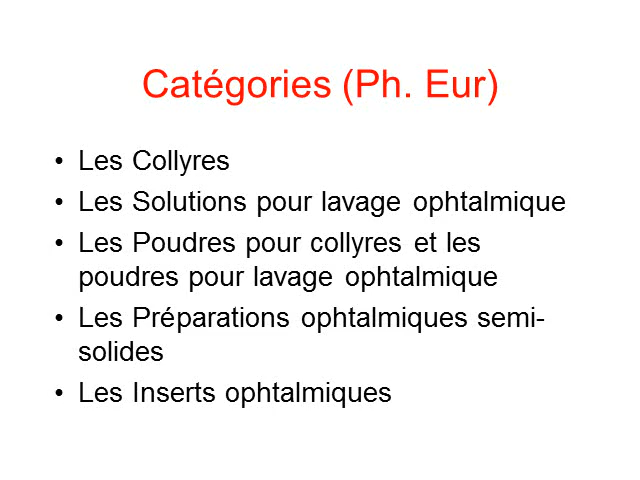 Catégories (Ph. Eur)
• Les Collyres
• Les Solutions pour lavage ophtalmique
• Les Poudres pour collyres et les
poudres pour lavage ophtalmique
• Les Préparations ophtalmiques semi-
solides
• Les Inserts ophtalmiques